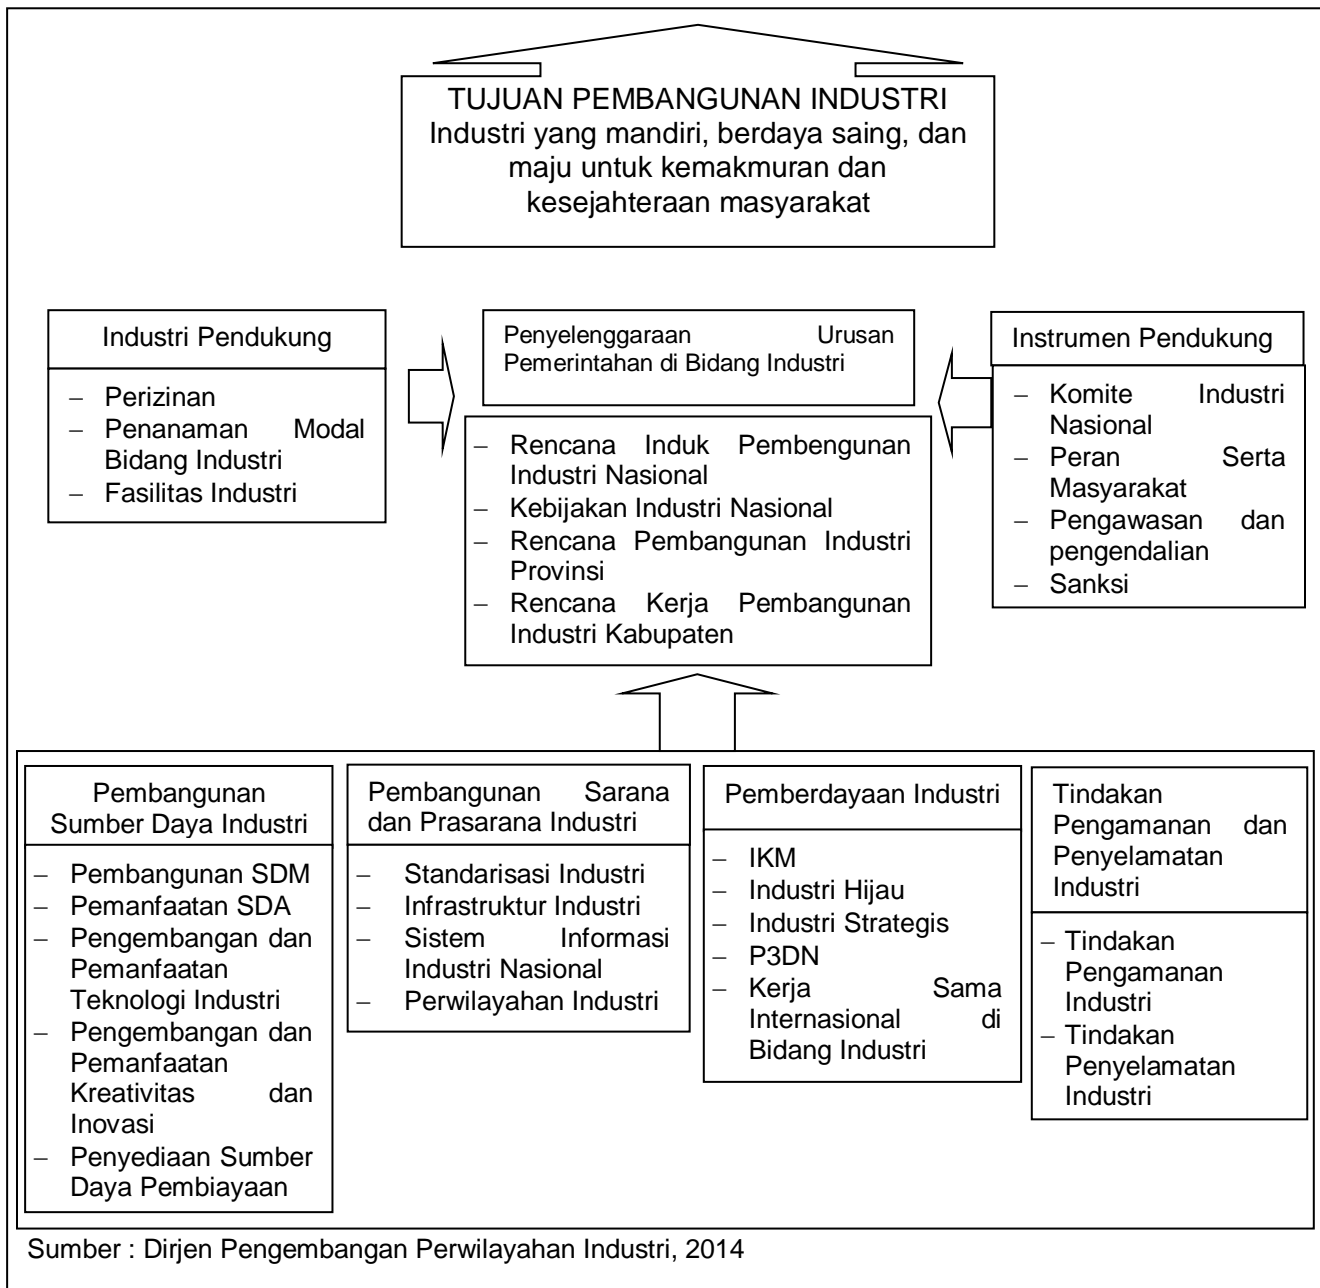 TUJUAN PEMBANGUNAN INDUSTRI
Industri yang mandiri, berdaya saing, dan
maju untuk kemakmuran dan
kesejahteraan masyarakat
Industri Pendukung
– Perizinan
– Penanaman Modal
Bidang Industri
– Fasilitas Industri
Penyelenggaraan Urusan
Pemerintahan di Bidang Industri
– Rencana Induk Pembengunan
Industri Nasional
– Kebijakan Industri Nasional
– Rencana Pembangunan Industri
Provinsi
– Rencana Kerja Pembangunan
Industri Kabupaten
Instrumen Pendukung
– Komite Industri
Nasional
– Peran Serta
Masyarakat
– Pengawasan dan
pengendalian
– Sanksi
Pembangunan
Sumber Daya Industri
– Pembangunan SDM
– Pemanfaatan SDA
– Pengembangan dan
Pemanfaatan
Teknologi Industri
– Pengembangan dan
Pemanfaatan
Kreativitas dan
Inovasi
– Penyediaan Sumber
Daya Pembiayaan
Pembangunan Sarana
dan Prasarana Industri
– Standarisasi Industri
– Infrastruktur Industri
– Sistem Informasi
Industri Nasional
– Perwilayahan Industri
Pemberdayaan Industri
– IKM
– Industri Hijau
– Industri Strategis
– P3DN
– Kerja Sama
Internasional di
Bidang Industri
Tindakan
Pengamanan dan
Penyelamatan
Industri
– Tindakan
Pengamanan
Industri
– Tindakan
Penyelamatan
Industri
Sumber : Dirjen Pengembangan Perwilayahan Industri, 2014